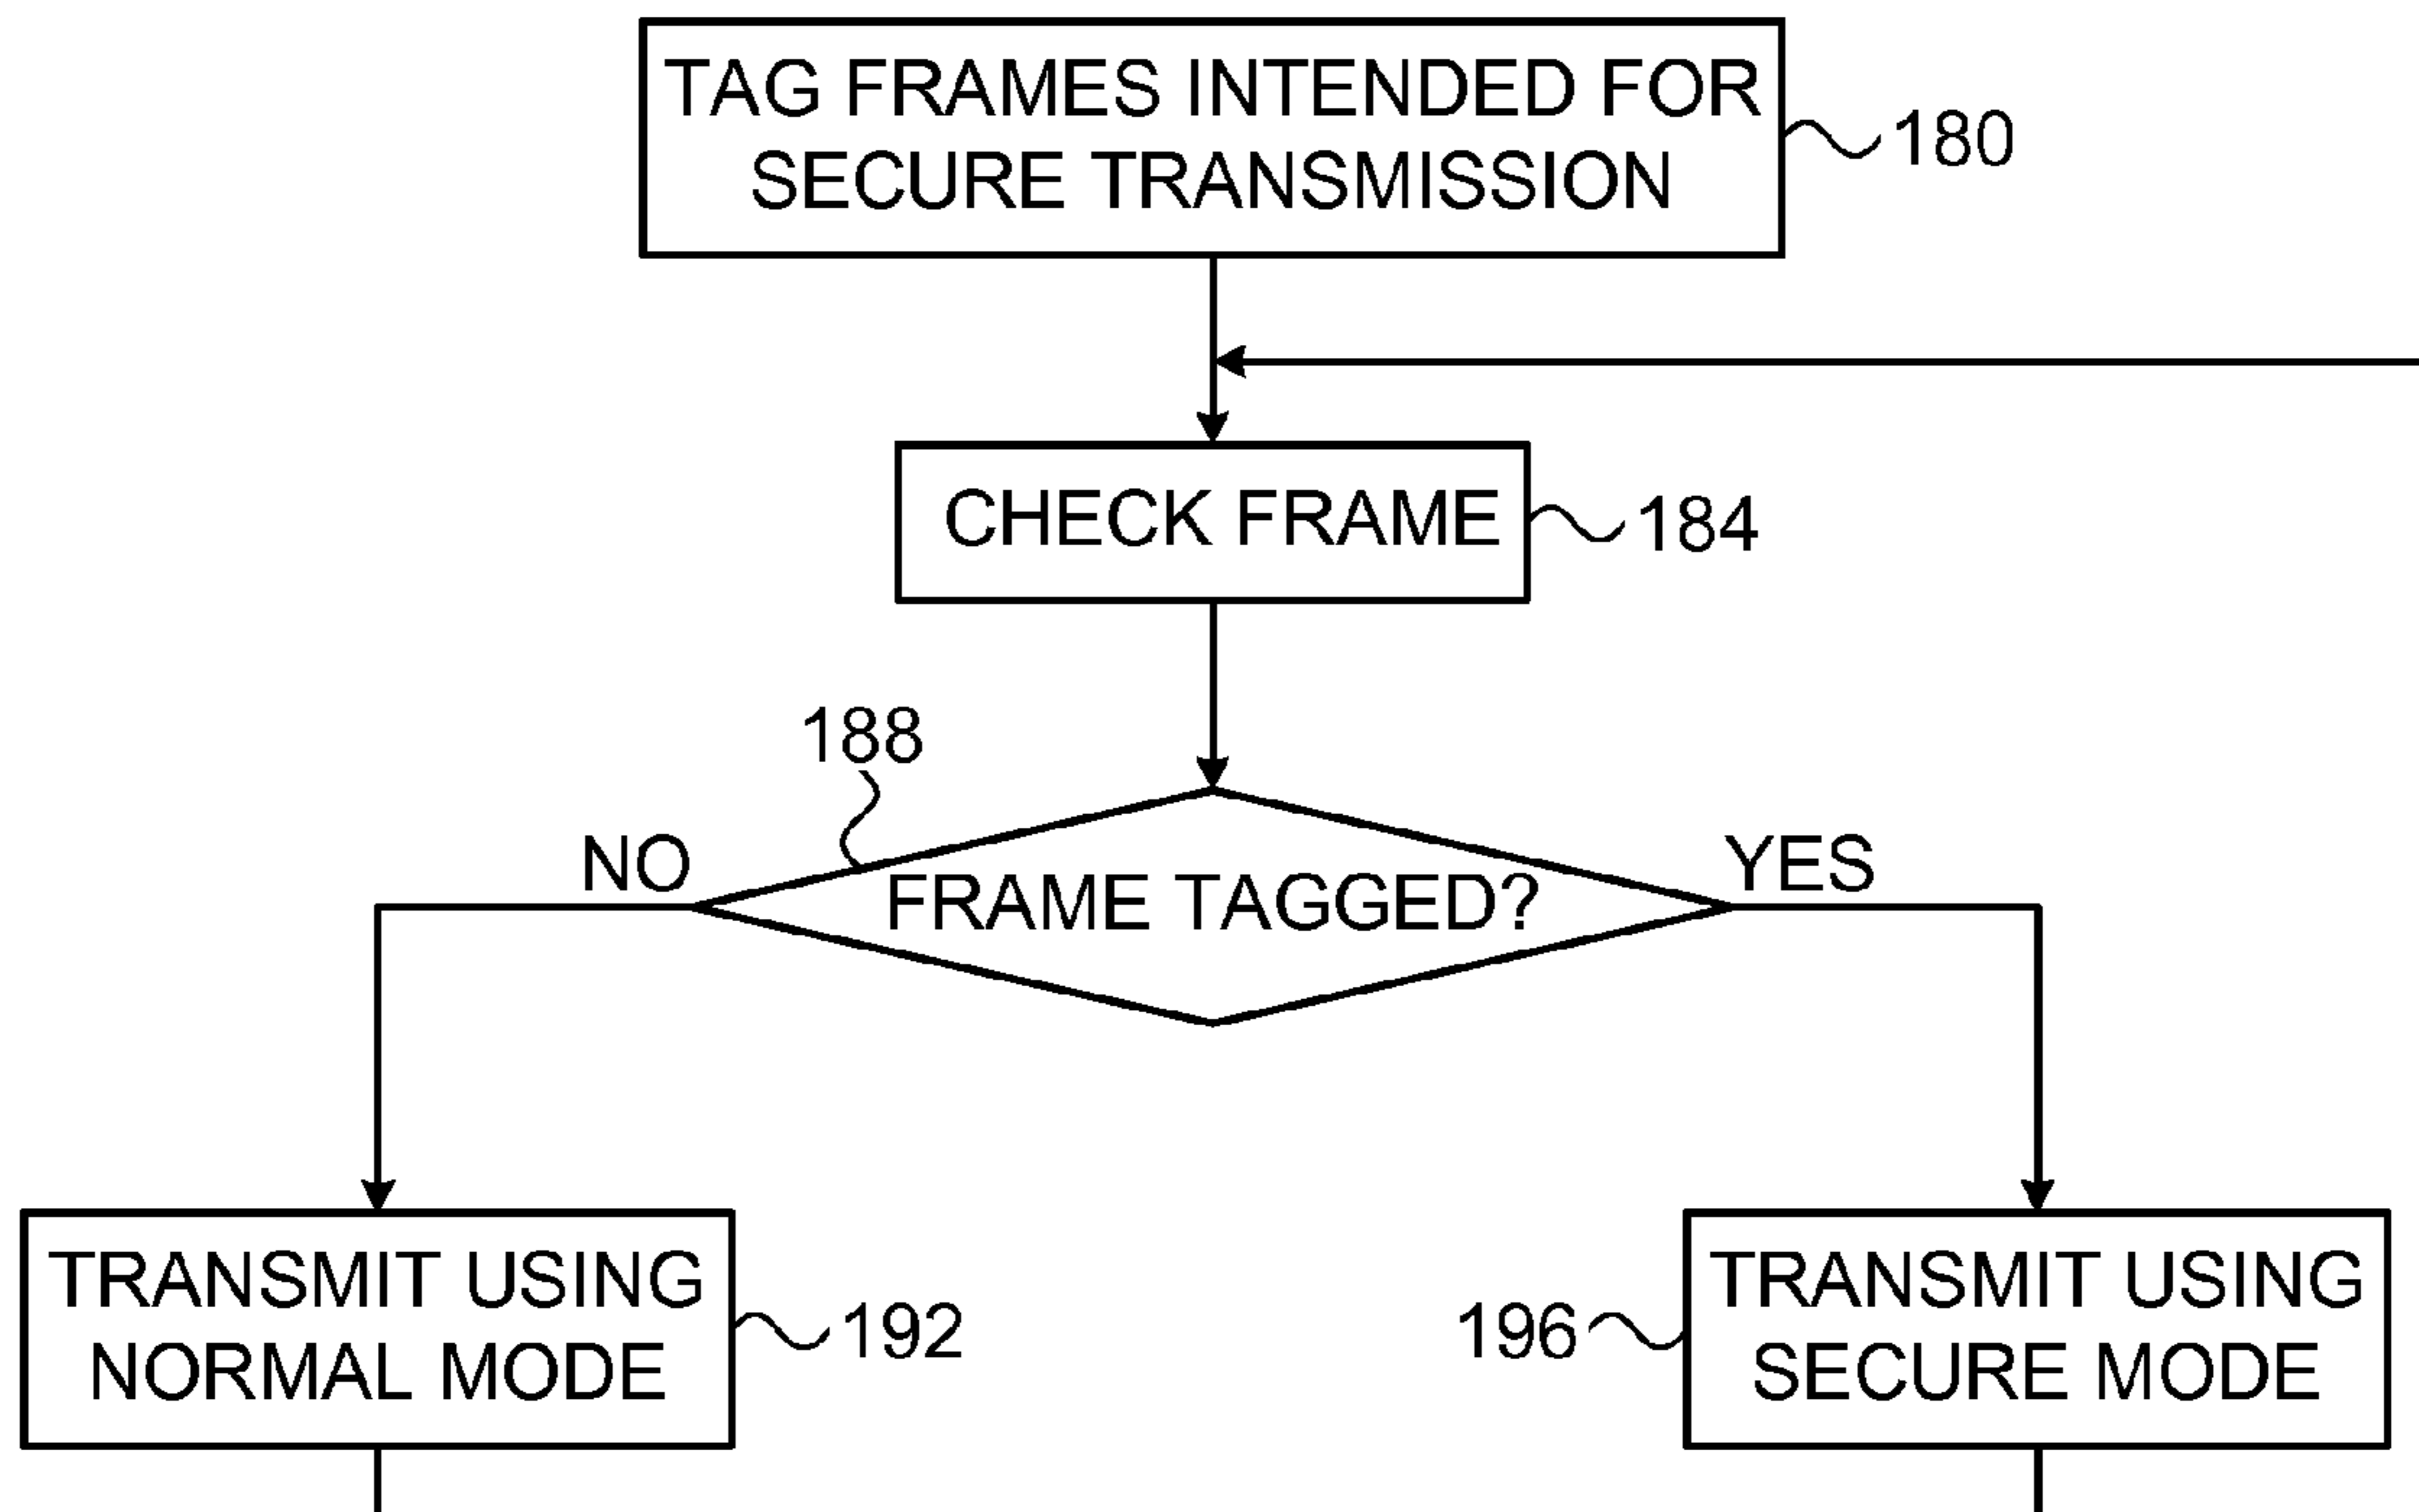 TAG FRAMES INTENDED FOR
SECURE TRANSMISSION
180
CHECK FRAME
184
188
NO
FRAME TAGGED?
YES
TRANSMIT USING
NORMAL MODE
192
196
TRANSMIT USING
SECURE MODE